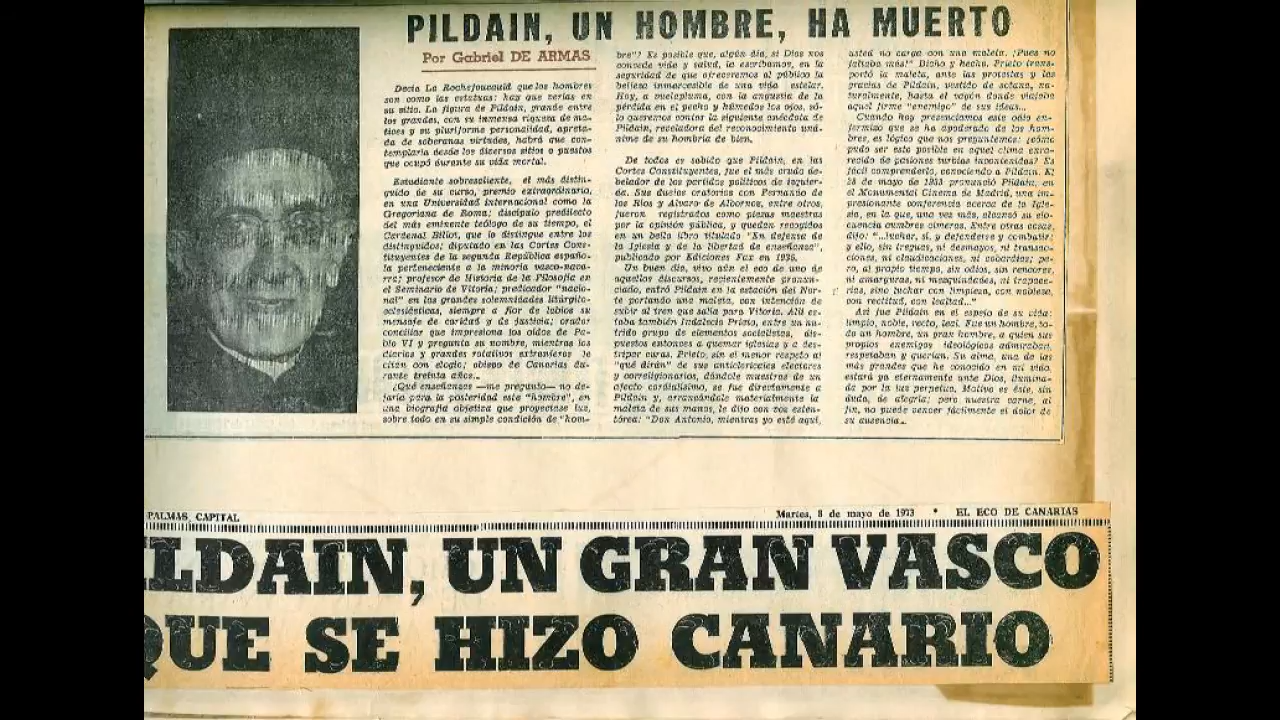 PILDAIN, UN HOMBRE, HA MUERTO
Por Gabriel DE ARMAS
Decía La Rochefoucauld que los hombres
son como las estatuas: hay que verlas en
su sitio. La figura de Pildain, grande entre
los grandes, con su inmensa riqueza de ma-
tices y su pluriforme personalidad, apreta-
da de soberanas virtudes, habrá que con-
templarla desde los diversos sitios o puestos
que ocupó durante su vida mortal.
Estudiante sobresaliente, el más distin-
guido de su curso, premio extraordinario,
en una Universidad internacional como la
Gregoriana de Roma; discípulo predilecto
del más eminente teólogo de su tiempo, el
Cardenal Billot, que lo distingue entre los
distinguidos; diputado en las Cortes Cons-
tituyentes de la segunda República españo-
la perteneciente a la minoría vasco-nava-
rra; profesor de Historia de la Filosofía en
el Seminario de Vitoria; predicador "nacio-
nal" en las grandes solemnidades litúrgico-
eclesiásticas, siempre a flor de labios su
mensaje de caridad y de justicia; orador
conciliar que impresiona los oídos de Pa-
blo VI y pregunta su nombre, mientras los
diarios y grandes rotativos extranjeros le
citan con elogio; obispo de Canarias du-
rante treinta años...
¿Qué enseñanzas —me pregunto— no de-
jaría para la posteridad este "hombre", en
una biografía objetiva que proyectase luz,
sobre todo en su simple condición de "hom-
bre"? Es posible que, algún día, si Dios nos
concede vida y salud, la escribamos, en la
seguridad de que ofreceremos al público la
belleza inmarcesible de una vida estelar.
Hoy, a vuelapluma, con la angustia de la
pérdida en el pecho y húmedos los ojos, só-
lo queremos contar la siguiente anécdota de
Pildain, reveladora del reconocimiento uná-
nime de su hombría de bien.
De todos es sabido que Pildain, en las
Cortes Constituyentes, fue el más crudo de-
belador de los partidos políticos de izquier-
da. Sus duelos oratorios con Fernando de
los Ríos y Alvaro de Albornoz, entre otros,
fueron registrados como piezas maestras
por la opinión pública, y quedan recogidos
en un bello libro titulado "En defensa de
la Iglesia y de la libertad de enseñanza",
publicado por Ediciones Fax en 1935.
Un buen día, vivo aún el eco de uno de
aquellos discursos, recientemente pronun-
ciado, entró Pildain en la estación del Nor-
te portando una maleta, con intención de
subir al tren que salía para Vitoria. Allí es-
taba también Indalecio Prieto, entre un nu-
trido grupo de elementos socialistas, dis-
puestos entonces a quemar iglesias y a des-
tripar curas. Prieto, sin el menor respeto al
"qué dirán" de sus anticlericales electores
y correligionarios, dándole muestras de un
afecto cordialísimo, se fue directamente a
Pildain y, arrancándole materialmente la
maleta de sus manos, le dijo con voz esten-
tórea: "Don Antonio, mientras yo esté aquí,
usted no carga con una maleta. ¡Pues no
faltaba más!" Dicho y hecho. Prieto trans-
portó la maleta, ante las protestas y las
gracias de Pildain, vestido de sotana, na-
turalmente, hasta el vagón donde viajaba
aquel firme "enemigo" de sus ideas...
Cuando hoy presenciamos este odio en-
fermizo que se ha apoderado de los hom-
bres, es lógico que nos preguntemos: ¿cómo
pudo ser esto posible en aquel clima enra-
recido de pasiones turbias incontenidas? Es
fácil comprenderlo, conociendo a Pildain. El
28 de mayo de 1933 pronunció Pildain, en
el Monumental Cinema de Madrid, una im-
presionante conferencia acerca de la Igle-
sia, en la que, una vez más, alcanzó su elo-
cuencia cumbres cimeras. Entre otras cosas,
dijo: "...luchar, sí, y defenderse y combatir;
y ello, sin treguas, ni desmayos, ni transac-
ciones, ni claudicaciones, ni cobardías; pe-
ro, al propio tiempo, sin odios, sin rencores,
ni amarguras, ni mezquindades, ni trapace-
rías, sino luchar con limpieza, con nobleza,
con rectitud, con lealtad..."
Así fue Pildain en el espejo de su vida:
limpio, noble, recto, leal. Fue un hombre, to-
do un hombre, un gran hombre, a quien sus
propios enemigos ideológicos admiraban,
respetaban y querían. Su alma, una de las
más grandes que he conocido en mi vida,
estará ya eternamente ante Dios, ilumina-
da por la luz perpetua. Motivo es éste, sin
duda, de alegría; pero nuestra carne, al
fin, no puede vencer fácilmente el dolor de
su ausencia...
PALMAS, CAPITAL
Martes, 8 de mayo de 1973 * EL ECO DE CANARIAS
ILDAIN, UN GRAN VASCO
QUE SE HIZO CANARIO